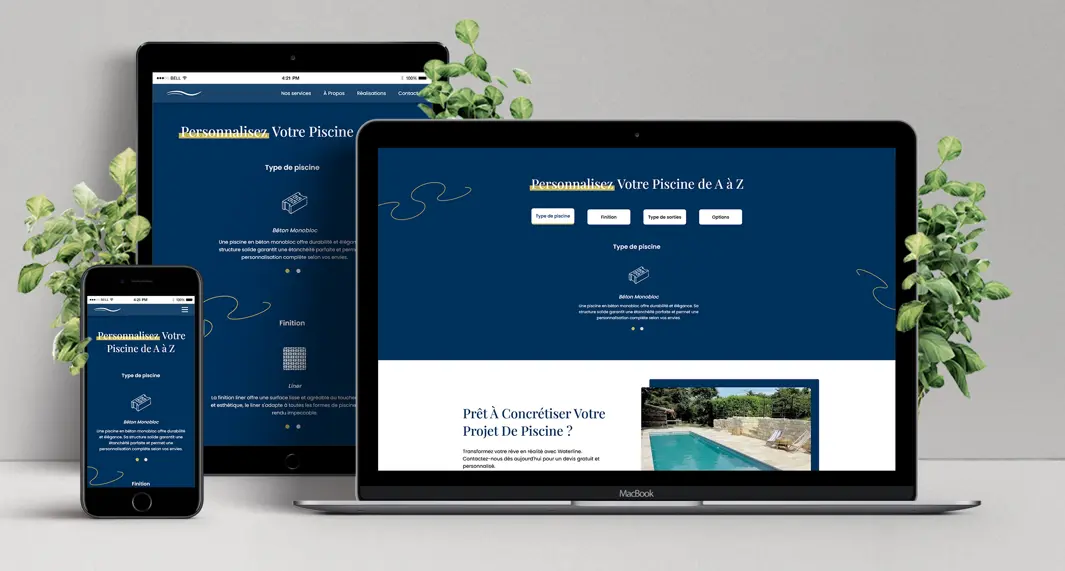 BELL
4:21 PM
100%
Nos services
À Propos
Réalisations
Contact
Personnalisez Votre Piscine
Type de piscine
Béton Monobloc
Une piscine en béton monobloc offre durabilité et élégan
structure solide garantit une étanchéité parfaite et perm
personnalisation complète selon vos envies.
Finition
Liner
La finition liner offre une surface lisse et agréable au toucher
et esthétique, le liner s'adapte à toutes les formes de piscine
rendu impeccable.
BELL
4:21 PM
100%
Personnalisez Votre
Piscine de A à Z
Type de piscine
Béton Monobloc
Une piscine en béton monobloc offre durabilité
et élégance. Sa structure solide garantit une
étanchéité parfaite et permet une
personnalisation complète selon vos envies.
Finition
Personnalisez Votre Piscine de A à Z
Type de piscine
Finition
Type de sorties
Options
Type de piscine
Béton Monobloc
Une piscine en béton monobloc offre durabilité et élégance. Sa
structure solide garantit une étanchéité parfaite et permet une
personnalisation complète selon vos envies.
Prêt À Concrétiser Votre
Projet De Piscine ?
Transformez votre rêve en réalité avec Waterline.
Contactez-nous dès aujourd'hui pour un devis gratuit et
personnalisé.
MacBook